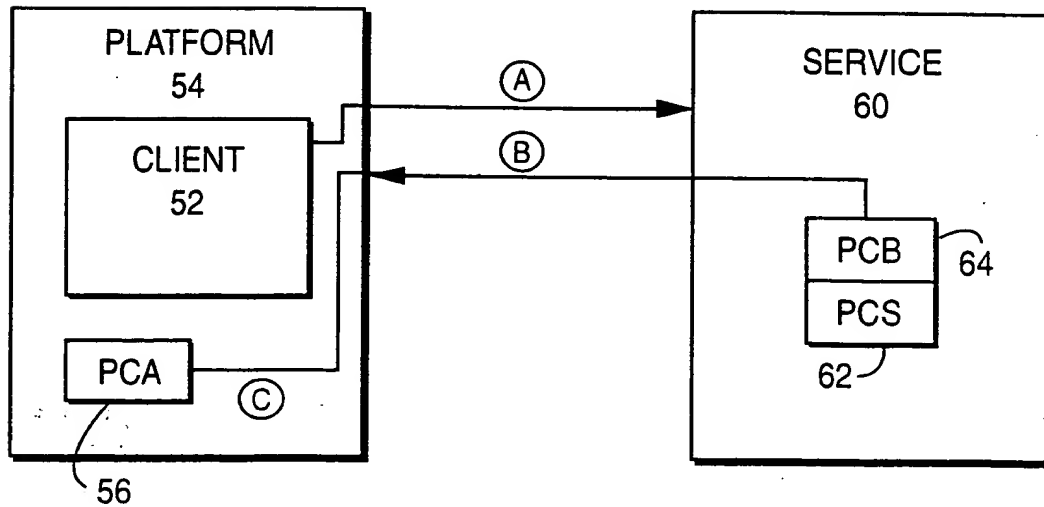 PLATFORM
54
CLIENT
52
PCA
56
A
B
C
SERVICE
60
PCB
64
PCS
62